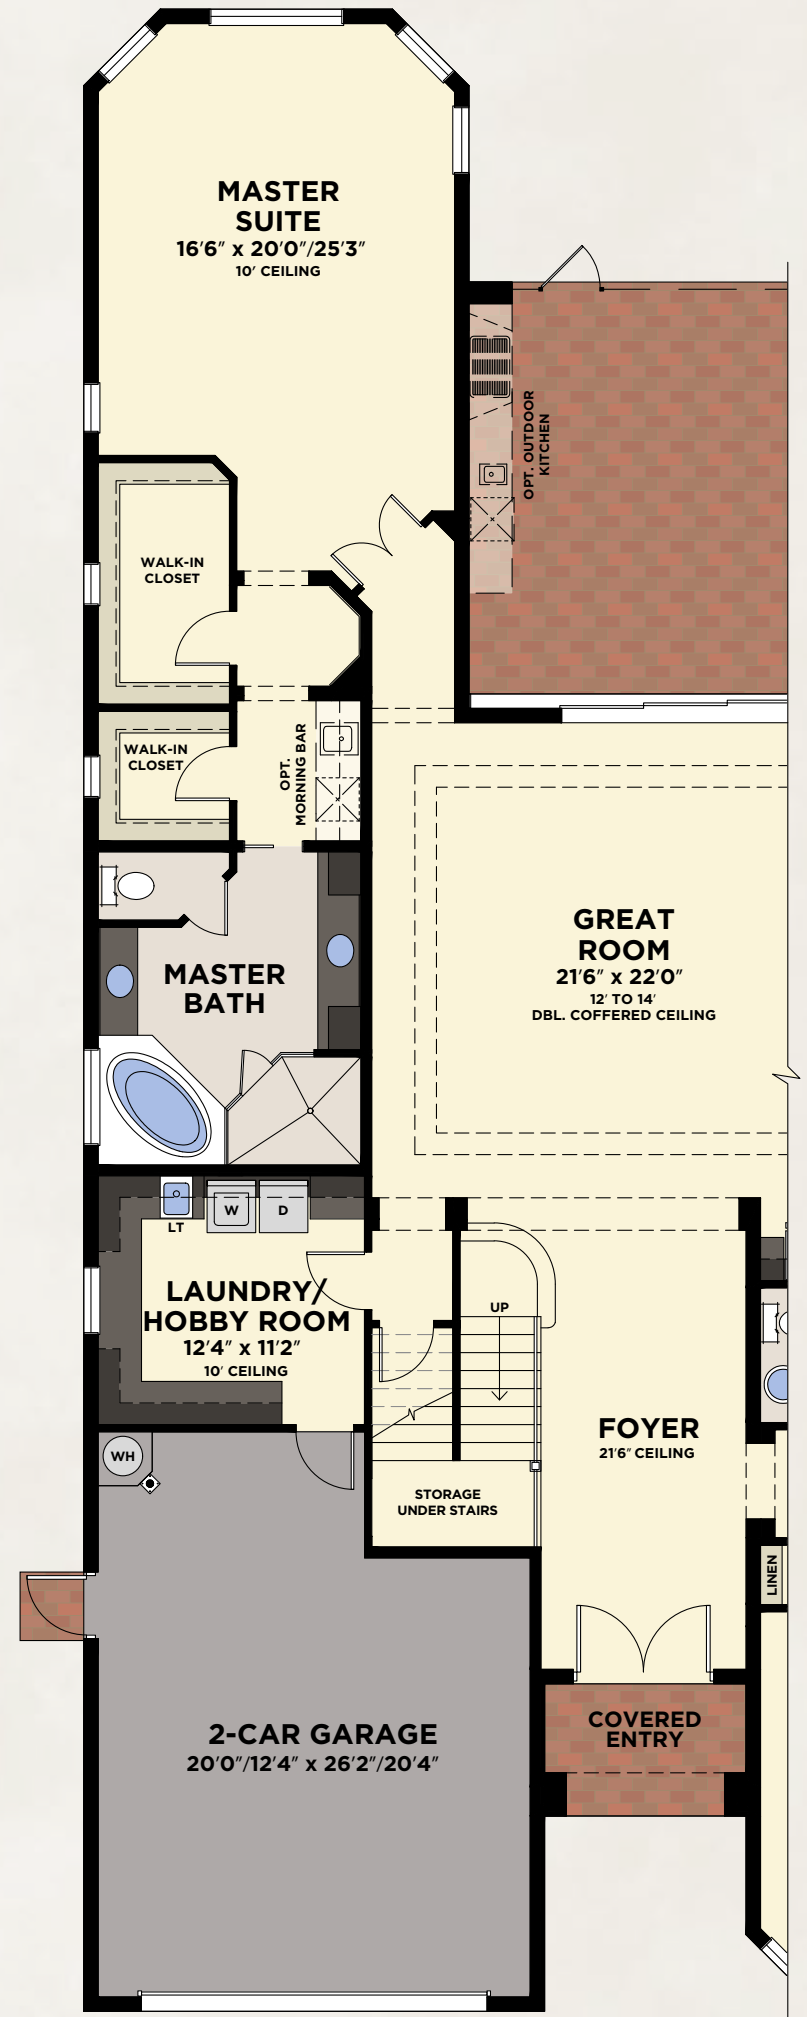 MASTER
SUITE
16'6" x 20'0"/25'3"
10' CEILING
OPT. OUTDOOR
KITCHEN
WALK-IN
CLOSET
WALK-IN
CLOSET
OPT.
MORNING BAR
GREAT
ROOM
21'6" x 22'0"
12' TO 14'
DBL. COFFERED CEILING
MASTER
BATH
LT
W
D
LAUNDRY/
HOBBY ROOM
12'4" x 11'2"
10' CEILING
UP
FOYER
21'6" CEILING
WH
STORAGE
UNDER STAIRS
LINEN
COVERED
ENTRY
2-CAR GARAGE
20'0"/12'4" x 26'2"/20'4"